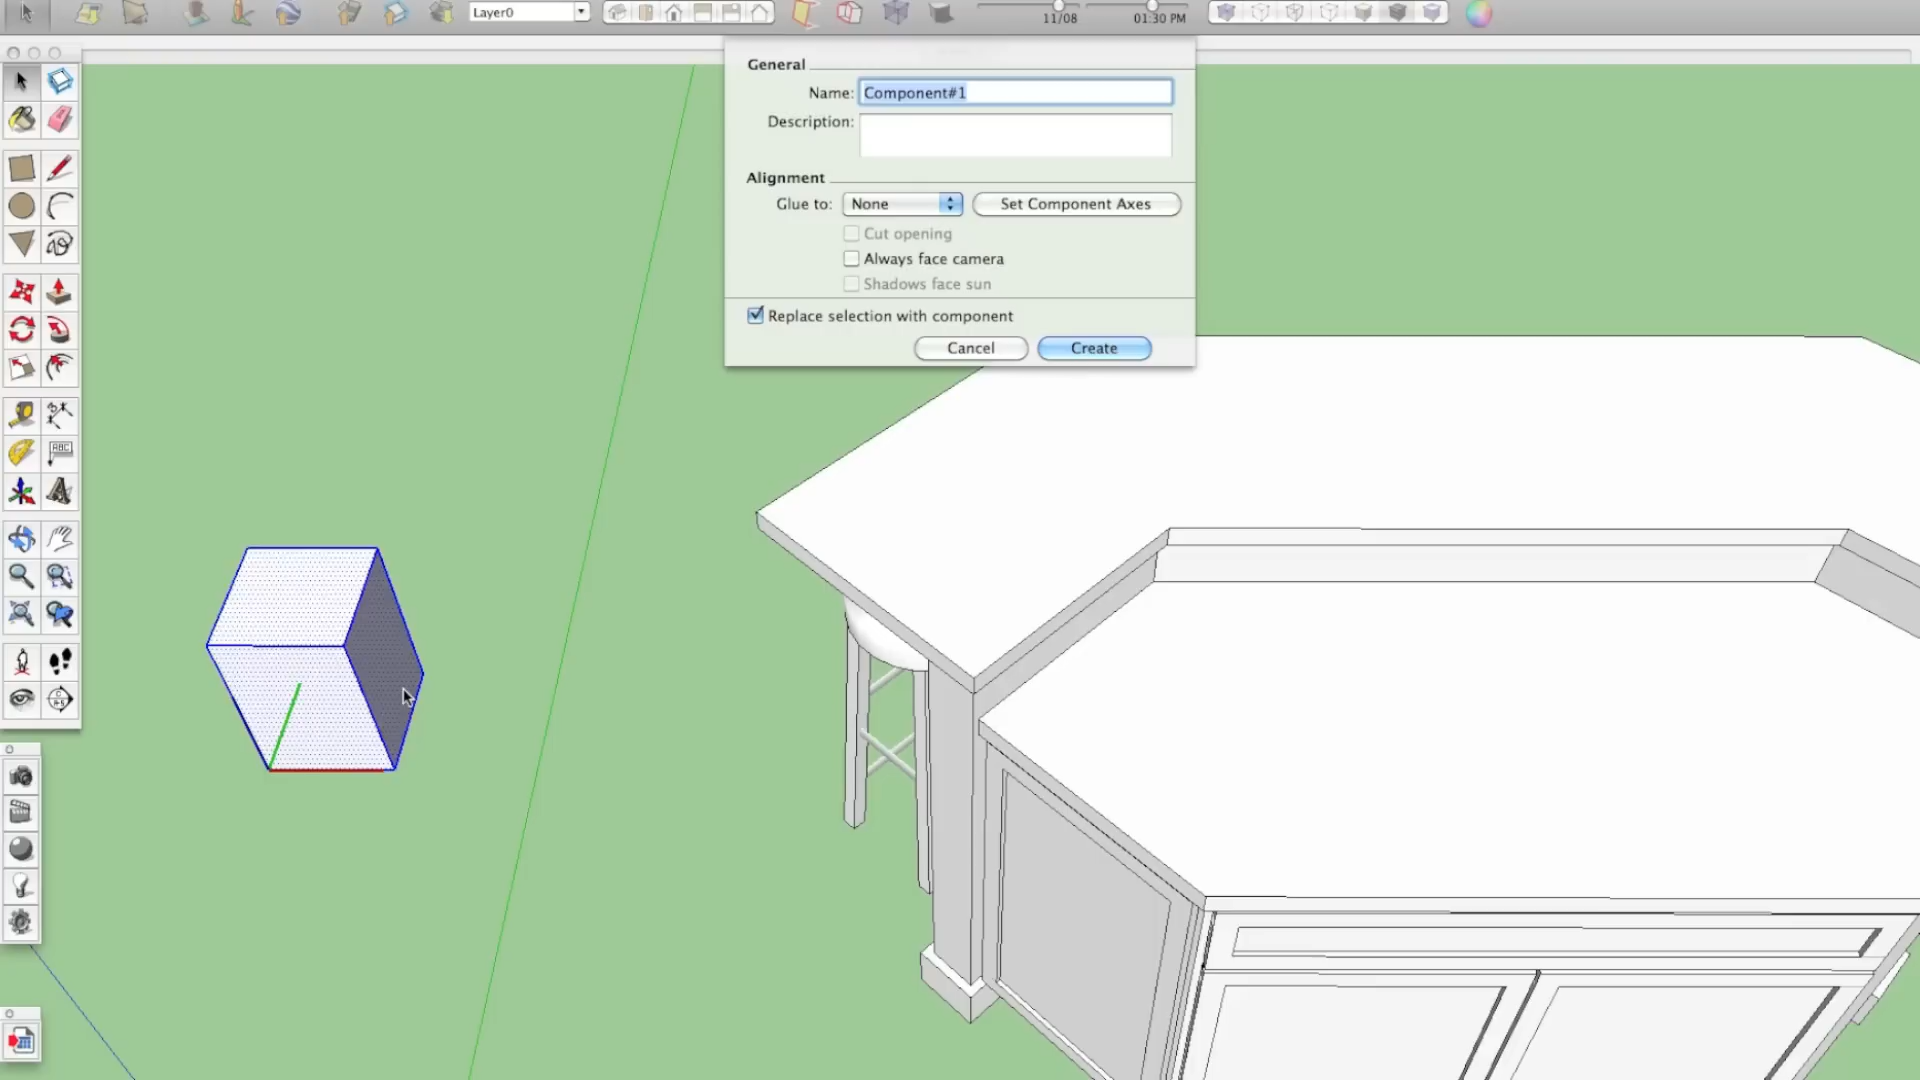 Layer0
11/08 01:30 PM
General
Name: Component#1
Description:
Alignment
Glue to: None Set Component Axes
Cut opening
Always face camera
Shadows face sun
Replace selection with component
Cancel Create
ABC